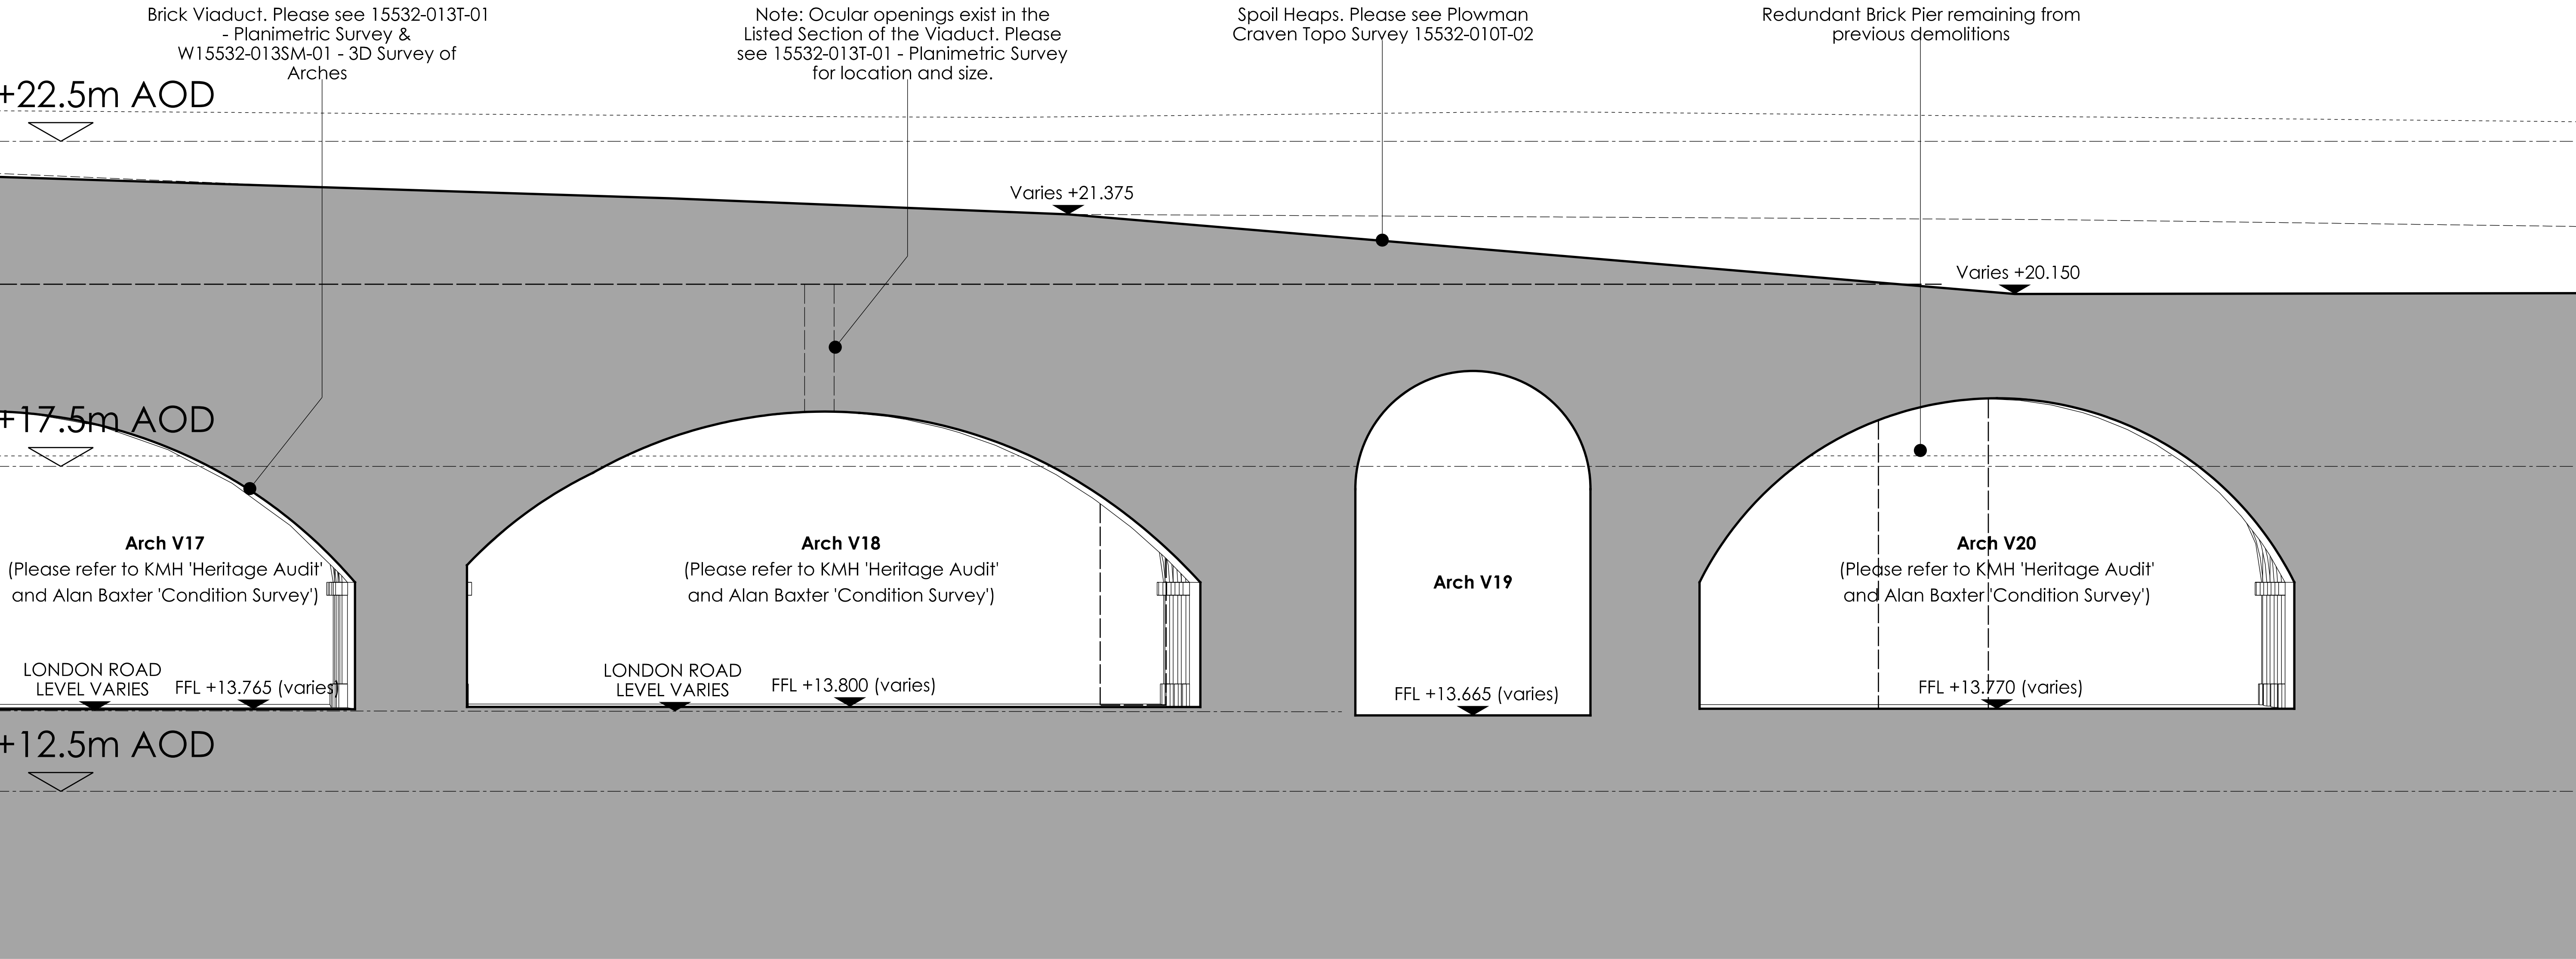 Brick Viaduct. Please see 15532-013T-01
- Planimetric Survey &
W15532-013SM-01 - 3D Survey of
Arches
Note: Ocular openings exist in the
Listed Section of the Viaduct. Please
see 15532-013T-01 - Planimetric Survey
for location and size.
Spoil Heaps. Please see Plowman
Craven Topo Survey 15532-010T-02
Redundant Brick Pier remaining from
previous demolitions
+22.5m AOD
Varies +21.375
Varies +20.150
+17.5m AOD
Arch V17
(Please refer to KMH 'Heritage Audit'
and Alan Baxter 'Condition Survey')
LONDON ROAD
LEVEL VARIES
FFL +13.765 (varies)
Arch V18
(Please refer to KMH 'Heritage Audit'
and Alan Baxter 'Condition Survey')
LONDON ROAD
LEVEL VARIES
FFL +13.800 (varies)
Arch V19
FFL +13.665 (varies)
Arch V20
(Please refer to KMH 'Heritage Audit'
and Alan Baxter 'Condition Survey')
FFL +13.770 (varies)
+12.5m AOD